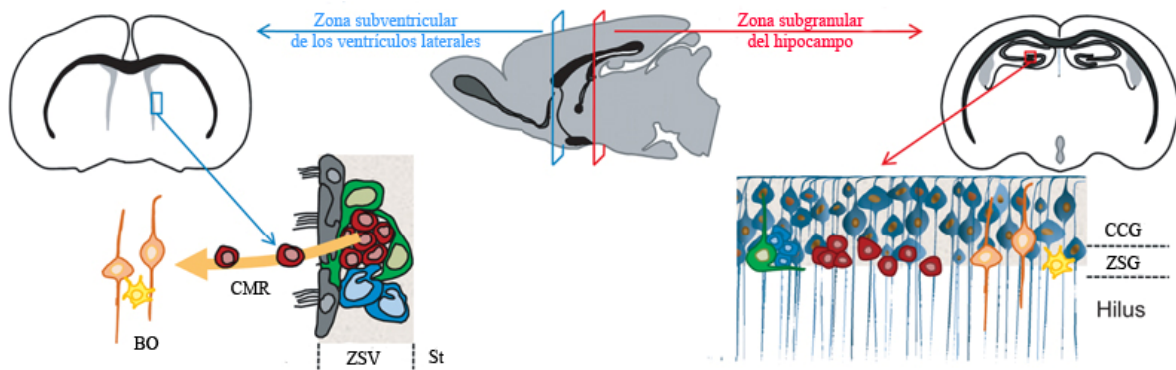 Zona subventricular
de los ventrículos laterales
Zona subgranular
del hipocampo
CMR
BO
ZSV
St
CCG
ZSG
Hilus